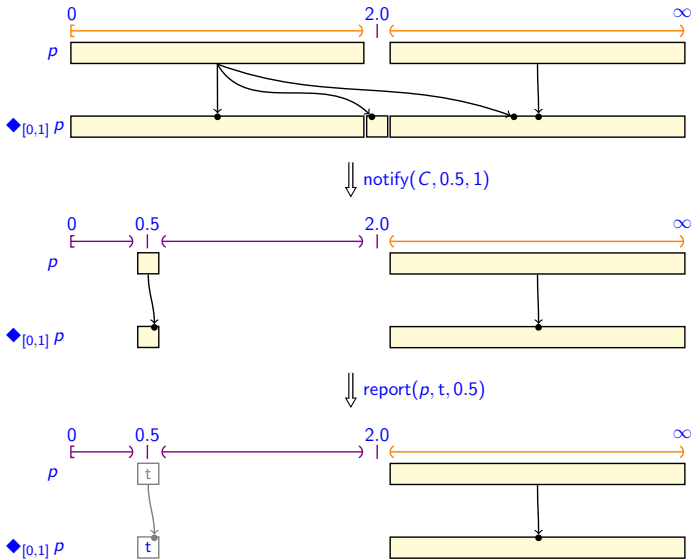 0 2.0 ∞
p
◆[0,1] p
notify(C, 0.5, 1)
0 0.5 2.0 ∞
p
◆[0,1] p
report(p, t, 0.5)
0 0.5 2.0 ∞
p t
◆[0,1] p t